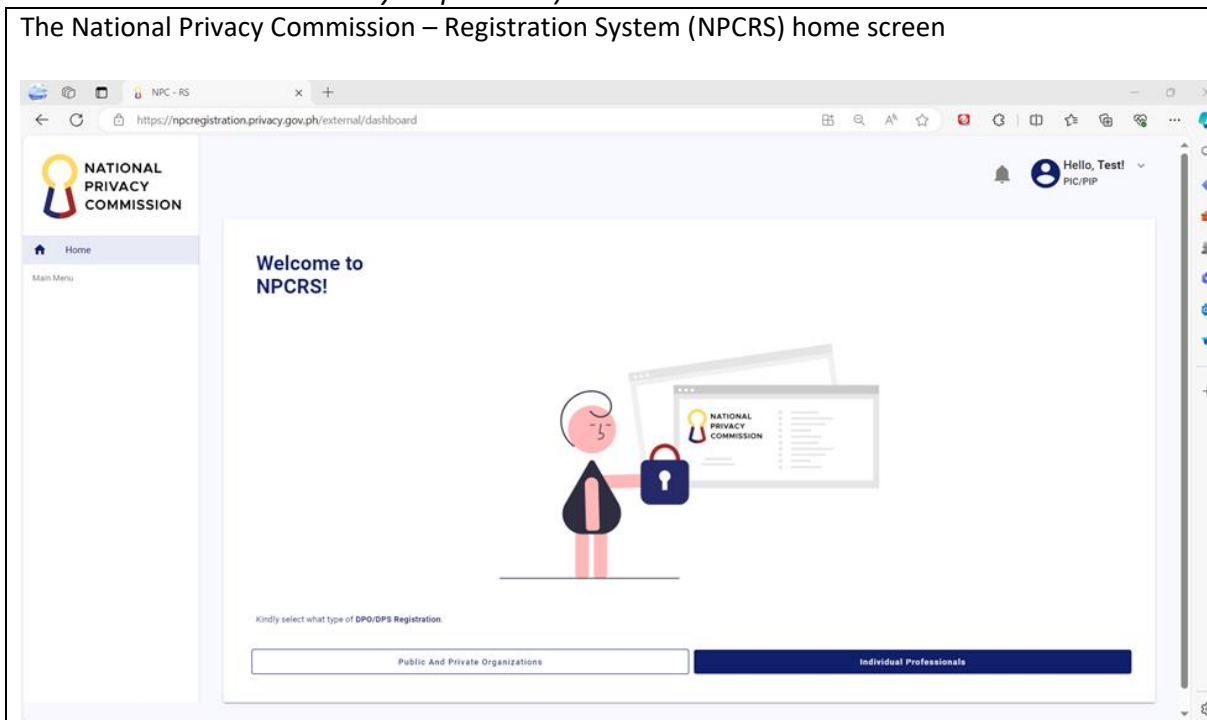 The National Privacy Commission – Registration System (NPCRS) home screen
NPC - RS
https://npcregistration.privacy.gov.ph/external/dashboard
NATIONAL
PRIVACY
COMMISSION
Hello, Test!
PIC/PIP
Home
Main Menu
Welcome to
NPCRS!
NATIONAL
PRIVACY
COMMISSION
Kindly select what type of DPO/DPS Registration.
Public And Private Organizations
Individual Professionals